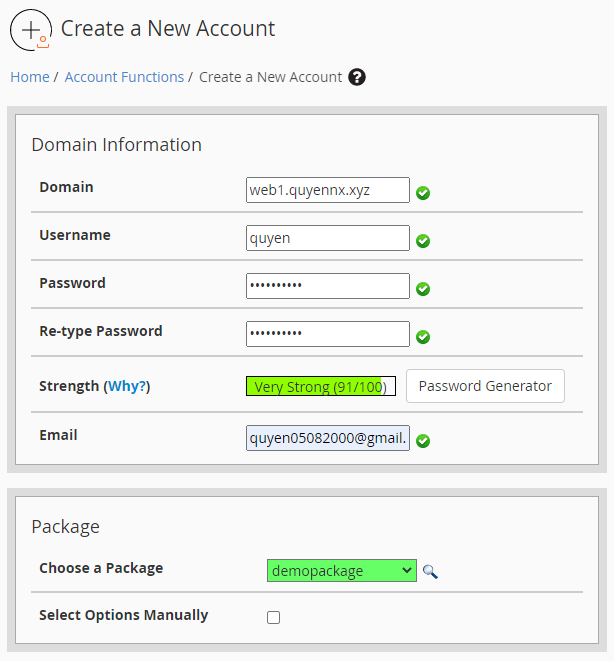 Create a New Account
Home / Account Functions / Create a New Account ?
Domain Information
Domain web1.quyennx.xyz
Username quyen
Password ••••••••••
Re-type Password ••••••••••
Strength (Why?) Very Strong (91/100) Password Generator
Email quyen05082000@gmail.
Package
Choose a Package demopackage
Select Options Manually